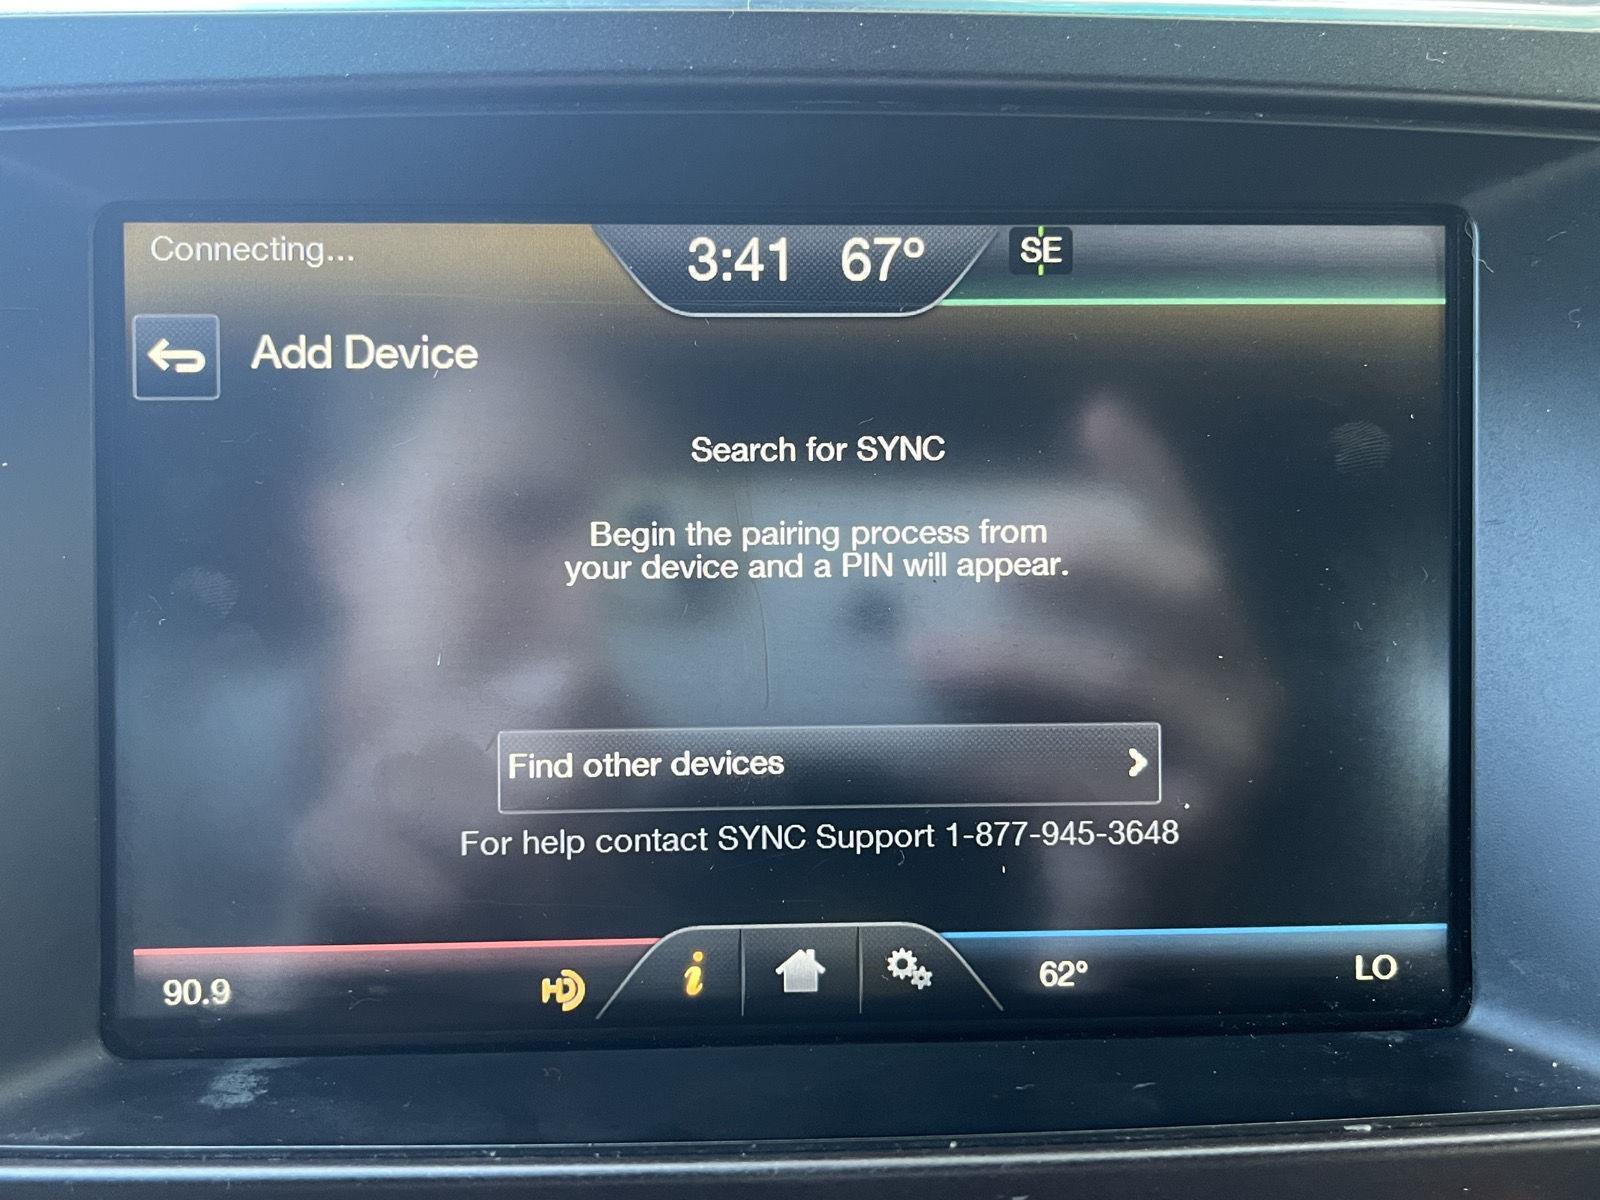 Connecting...
3:41 67°
SE
Add Device
Search for SYNC
Begin the pairing process from
your device and a PIN will appear.
Find other devices
For help contact SYNC Support 1-877-945-3648
90.9
HD
i
62°
LO